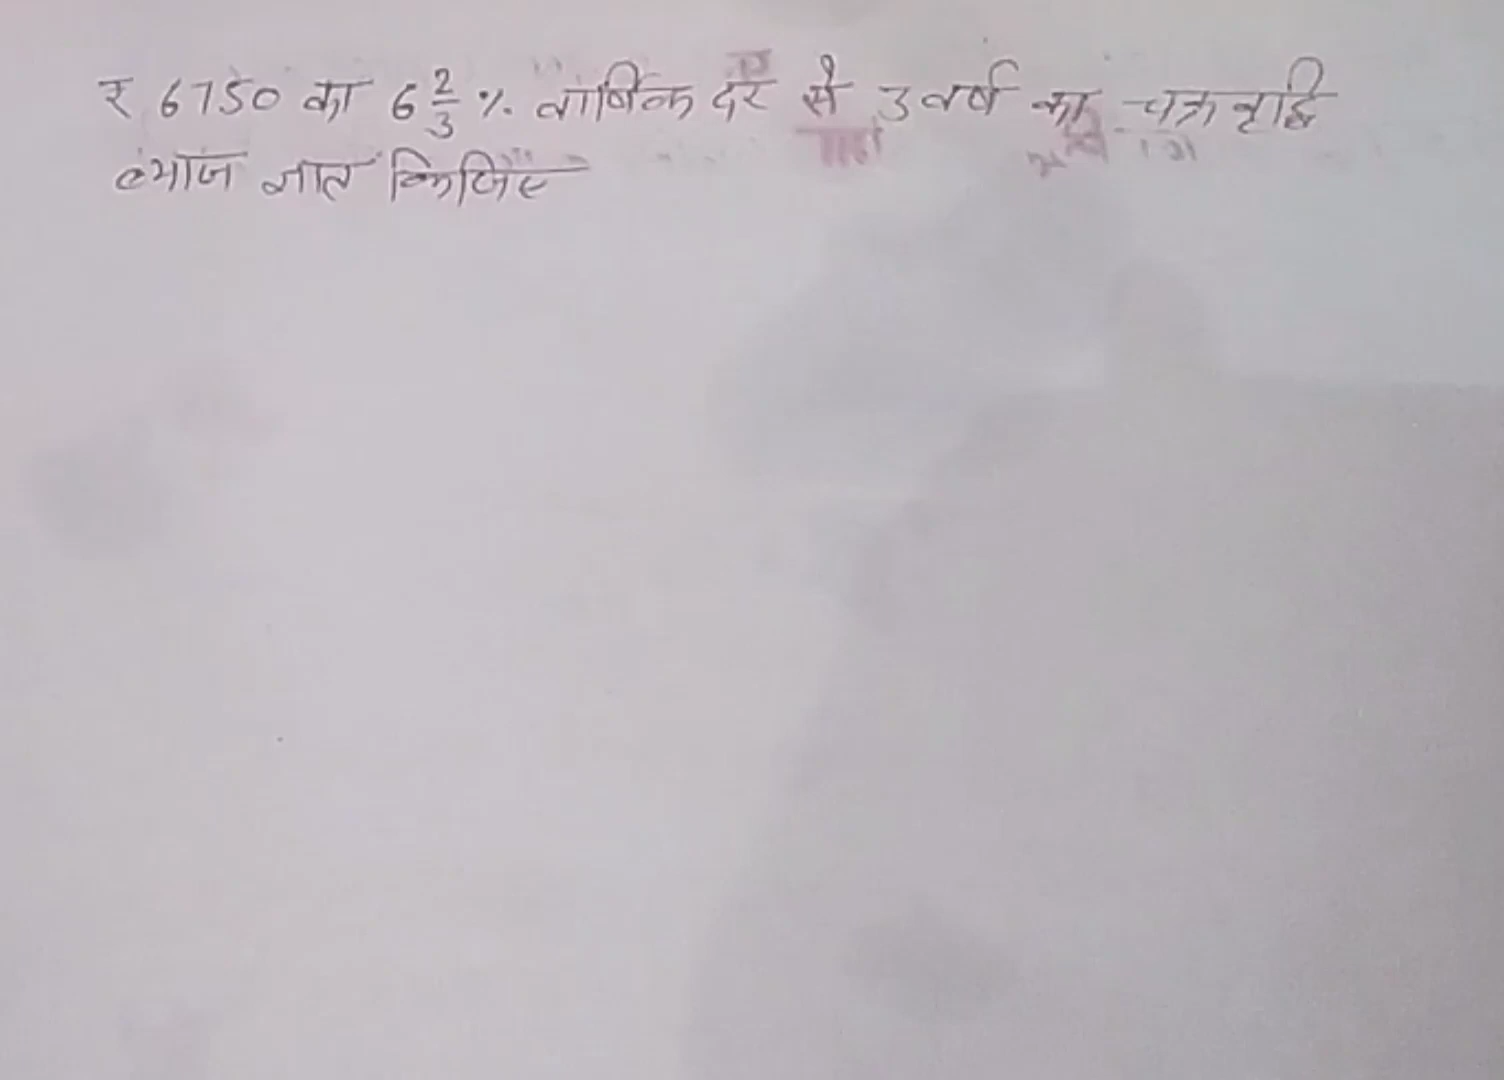 ₹ 6750 का 6 2/3 % वार्षिक दर से 3 वर्ष का चक्रवृद्धि
ब्याज ज्ञात किजिए